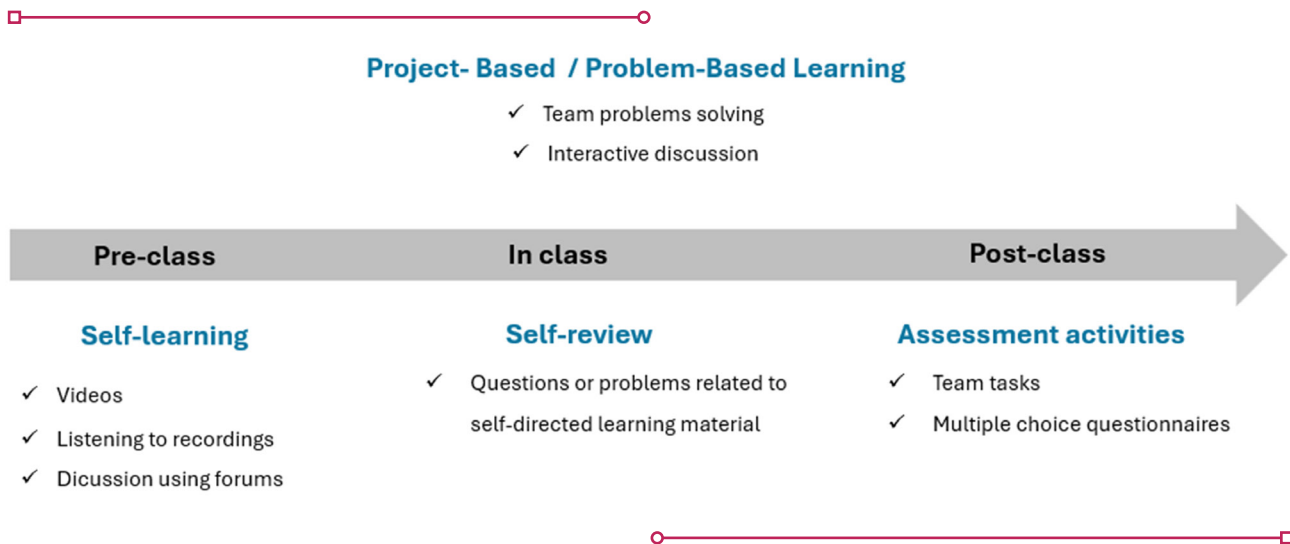 Project- Based / Problem-Based Learning
✓ Team problems solving
✓ Interactive discussion
Pre-class
In class
Post-class
Self-learning
✓ Videos
✓ Listening to recordings
✓ Dicussion using forums
Self-review
✓ Questions or problems related to
self-directed learning material
Assessment activities
✓ Team tasks
✓ Multiple choice questionnaires